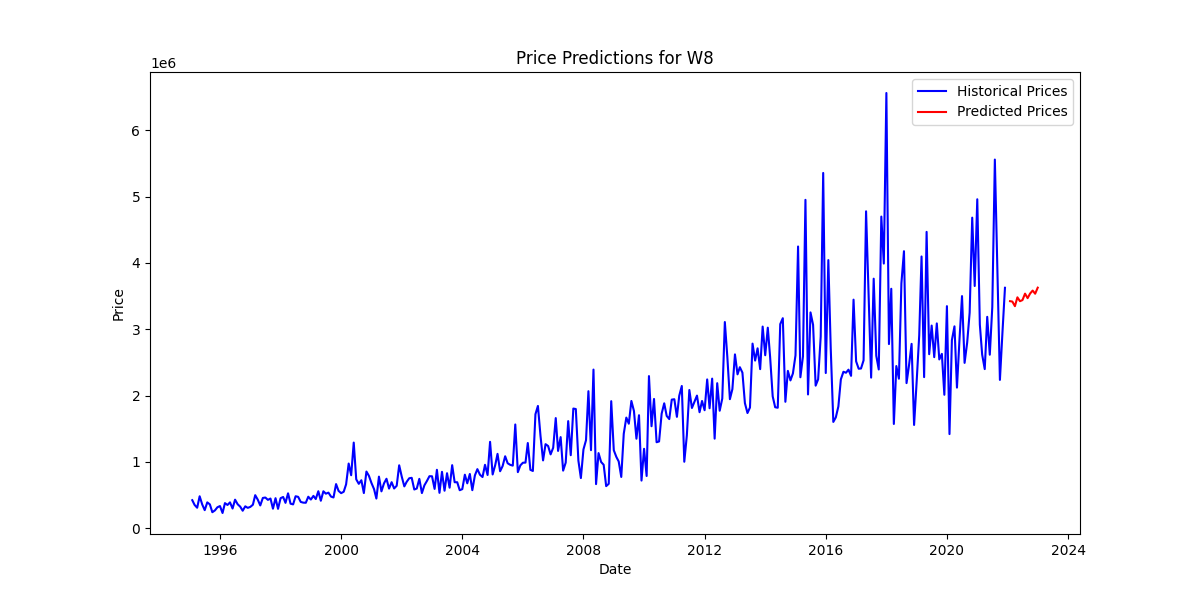 Price Predictions for W8
1e6
Historical Prices
Predicted Prices
6
5
4
3
2
1
0
Price
1996 2000 2004 2008 2012 2016 2020 2024
Date